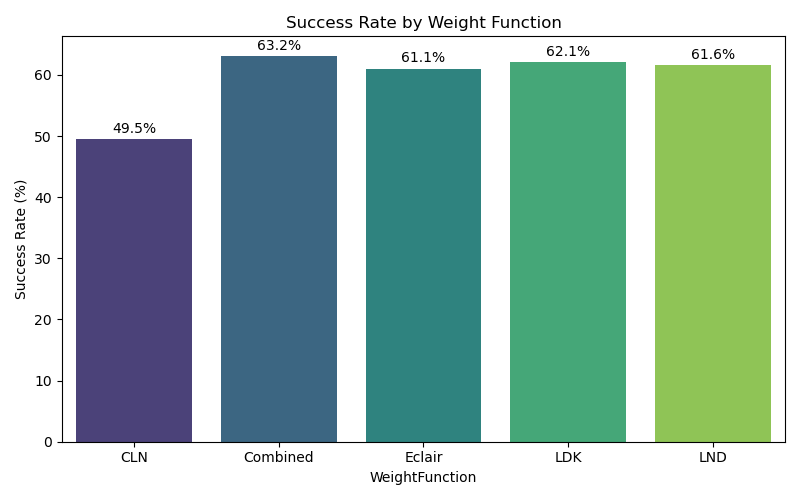 Success Rate by Weight Function
Success Rate (%)
60
50
40
30
20
10
0
49.5%
63.2%
61.1%
62.1%
61.6%
CLN
Combined
Eclair
LDK
LND
WeightFunction